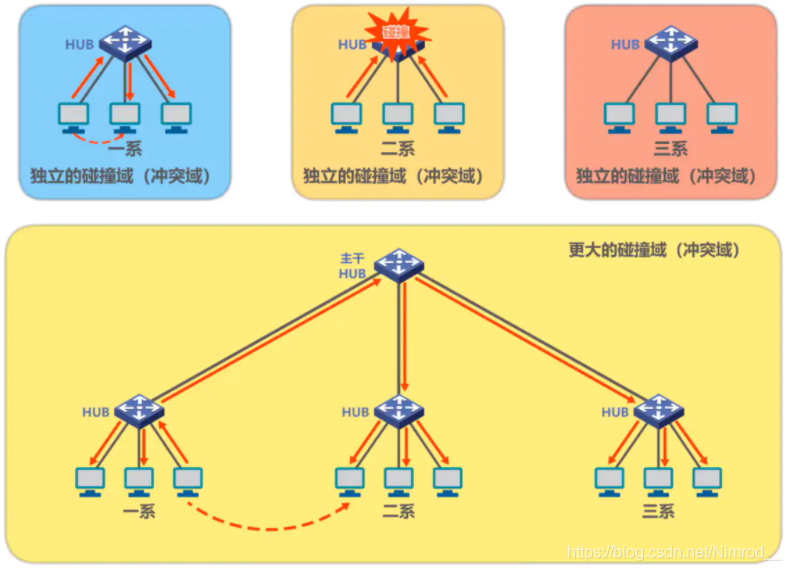 HUB
一系
独立的碰撞域（冲突域）
HUB
碰撞
二系
独立的碰撞域（冲突域）
HUB
三系
独立的碰撞域（冲突域）
更大的碰撞域（冲突域）
主干
HUB
HUB
一系
HUB
二系
HUB
三系
https://blog.csdn.net/Nimrod__